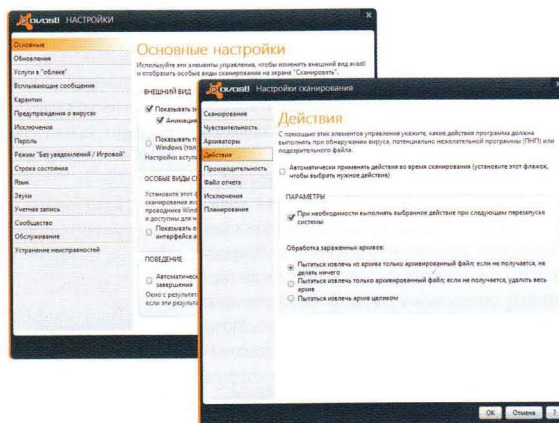 avast! НАСТРОЙКИ
Основные
Обновления
Услуги в "облаке"
Всплывающие сообщения
Карантин
Предупреждения о вирусах
Исключения
Пароль
Режим "Без уведомлений / Игровой"
Строка состояния
Язык
Звуки
Учетная запись
Сообщество
Обслуживание
Устранение неисправностей
Основные настройки
Используйте эти элементы управления, чтобы изменить внешний вид avast!
и отобразить особые виды сканирования на экране "Сканировать".
ВНЕШНИЙ ВИД
Показывать
Анимация
Показывать
Windows
Настройки
ОСОБЫЕ ВИДЫ
Установите этот
сканирования
проводнике
и доступны для
Показывать
интерфейсе
ПОВЕДЕНИЕ
Автоматически
завершения
Окно с
если эти
avast! Настройки сканирования
Сканирование
Чувствительность
Архиваторы
Действия
Производительность
Файл отчета
Исключения
Планирование
Действия
С помощью этих элементов управления укажите, какие действия программа должна
выполнить при обнаружении вируса, потенциально нежелательной программы (ПНП) или
подозрительного файла.
Автоматически применять действия во время сканирования (установите этот флажок,
чтобы выбрать нужное действие)
ПАРАМЕТРЫ
При необходимости выполнять выбранное действие при следующем перезапуске
системы
Обработка зараженных архивов:
Пытаться извлечь из архива только архивированный файл; если не получается, не
делать ничего
Пытаться извлечь только архивированный файл; если не получается, удалить весь
архив
Пытаться извлечь архив целиком
OK Отмена ?